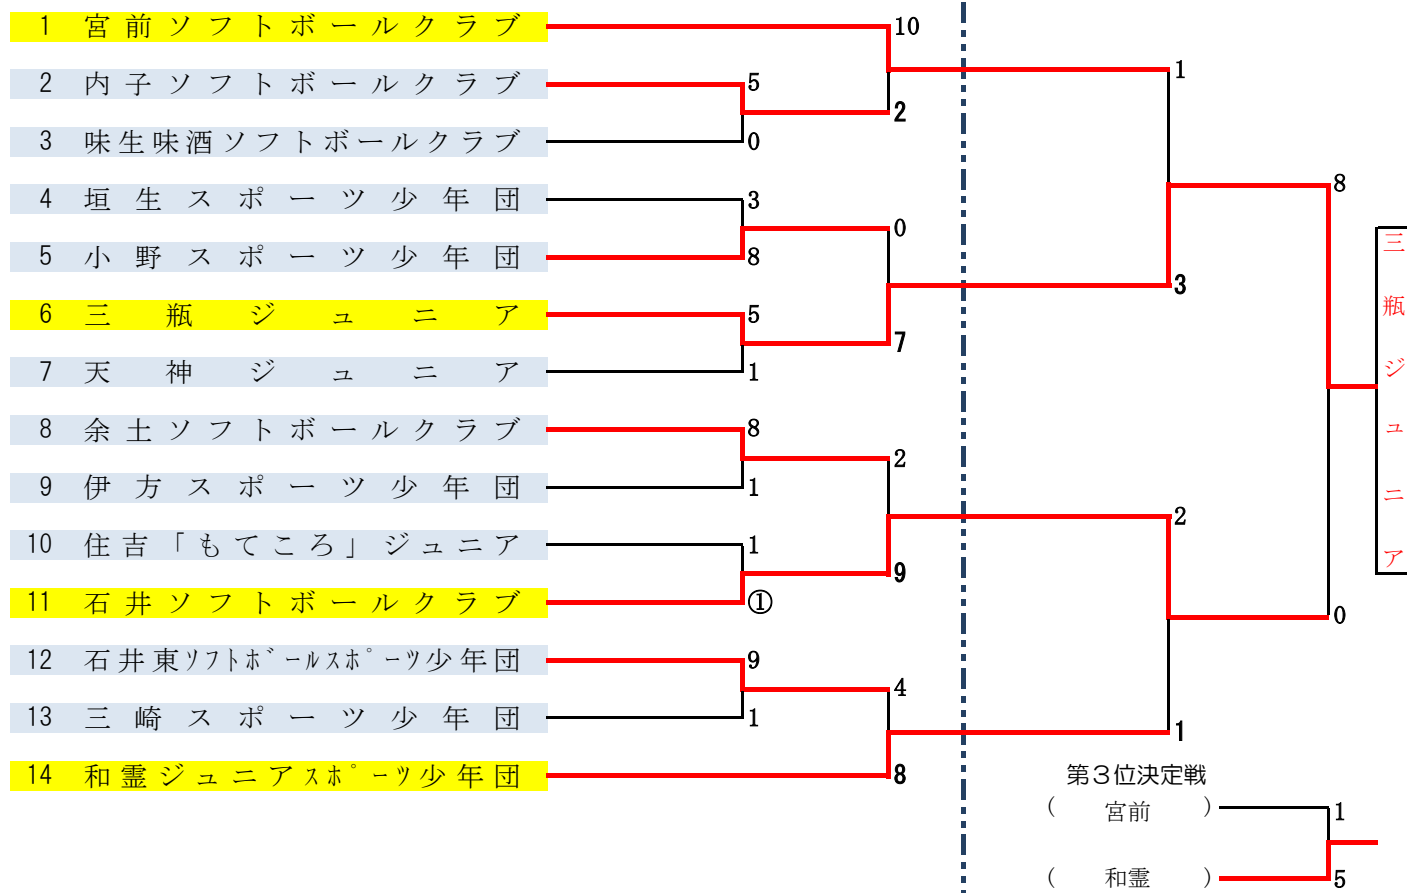 1 宮前ソフトボールクラブ 10
2 内子ソフトボールクラブ 5
2
3 味生味酒ソフトボールクラブ 0
4 垣生スポーツ少年団 3
0
5 小野スポーツ少年団 8
6 三瓶ジュニア 5
7
7 天神ジュニア 1
8 余土ソフトボールクラブ 8
2
9 伊方スポーツ少年団 1
10 住吉「もてころ」ジュニア 1
9
11 石井ソフトボールクラブ ①
12 石井東ソフトボールスポーツ少年団 9
4
13 三崎スポーツ少年団 1
14 和霊ジュニアスポーツ少年団 8
1
3
2
1
8
0
三瓶ジュニア
第３位決定戦
( 宮前 ) 1
( 和霊 ) 5